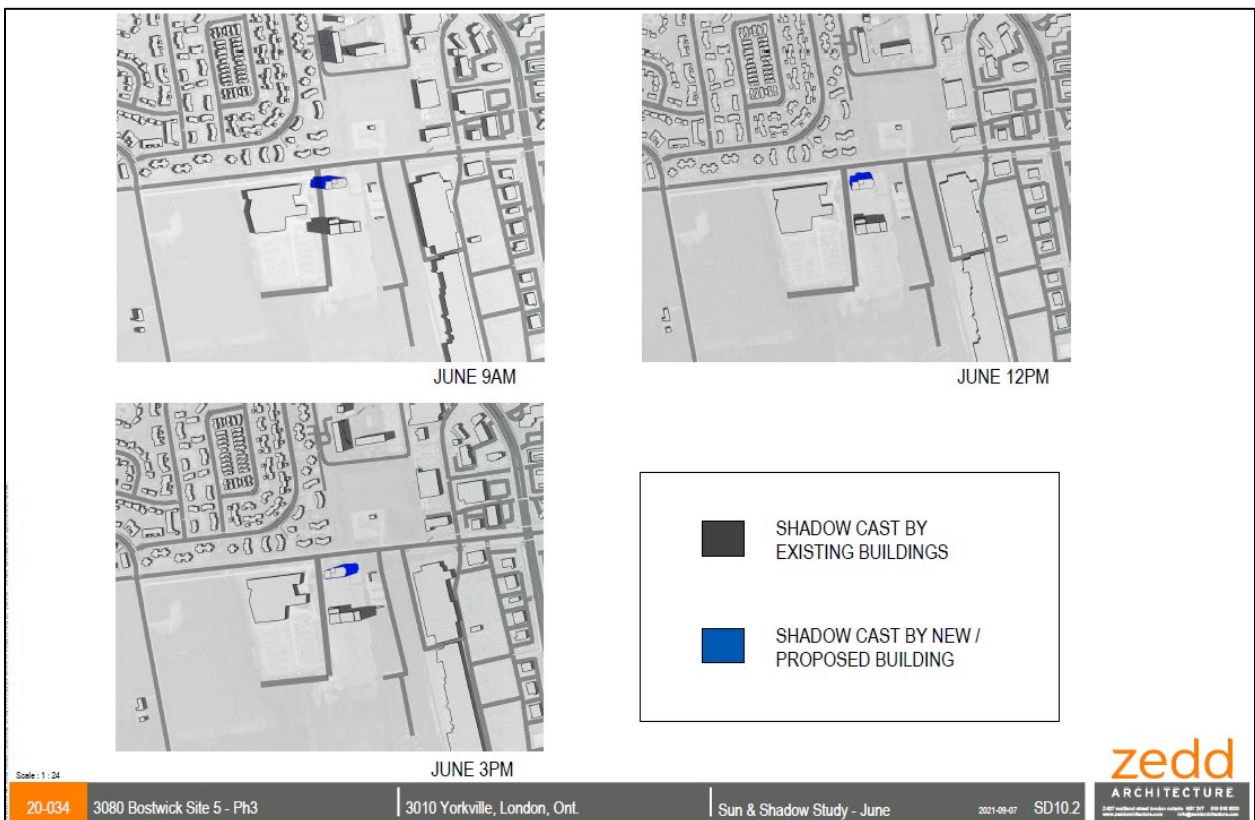 JUNE 9AM
JUNE 12PM
JUNE 3PM
SHADOW CAST BY
EXISTING BUILDINGS
SHADOW CAST BY NEW /
PROPOSED BUILDING
Scale : 1 : 24
20-034
3080 Bostwick Site 5 - Ph3
3010 Yorkville, London, Ont.
Sun & Shadow Study - June
2021-09-07
SD10.2
zedd
ARCHITECTURE